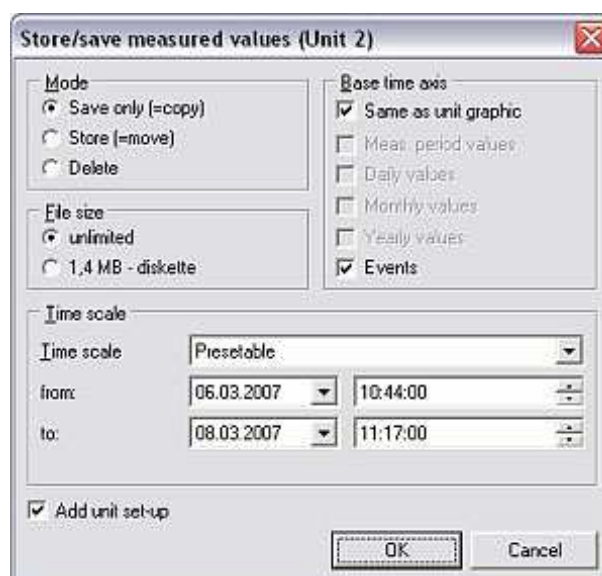 Store/save measured values (Unit 2)
Mode
Save only (=copy)
Store (=move)
Delete
File size
unlimited
1,4 MB - diskette
Base time axis
Same as unit graphic
Meas. period values
Daily values
Monthly values
Yearly values
Events
Time scale
Time scale
Presetable
from:
06.03.2007
10:44:00
to:
08.03.2007
11:17:00
Add unit set-up
OK
Cancel